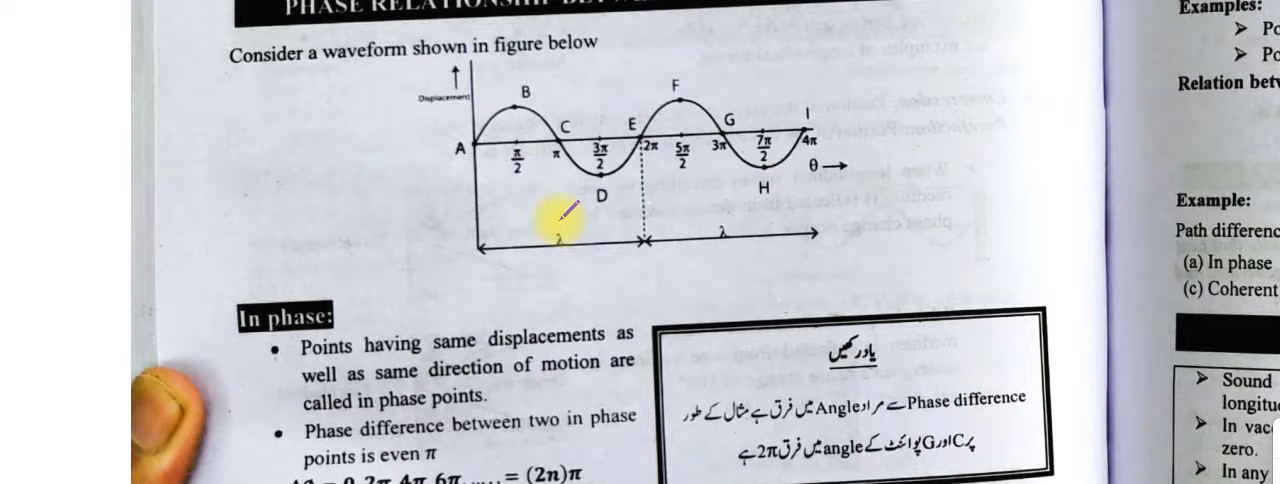 PHASE RELATIONSHIP
Consider a waveform shown in figure below
Displacement
A
B
C
D
E
F
G
H
I
π/2
π
3π/2
2π
5π/2
3π
7π/2
4π
θ
λ
λ
In phase:
• Points having same displacements as
well as same direction of motion are
called in phase points.
• Phase difference between two in phase
points is even π
= 0, 2π, 4π, 6π, ..... = (2n)π
یاد رکھیں
Phase difference سے مراد Angle میں فرق ہے مثال کے طور
پر C اور G پوائنٹ کے angle میں فرق 2π ہے
Examples:
Relation
Example:
Path
(a) In phase
(c) Coherent
➢ Sound
➢ In
zero.
➢ In any